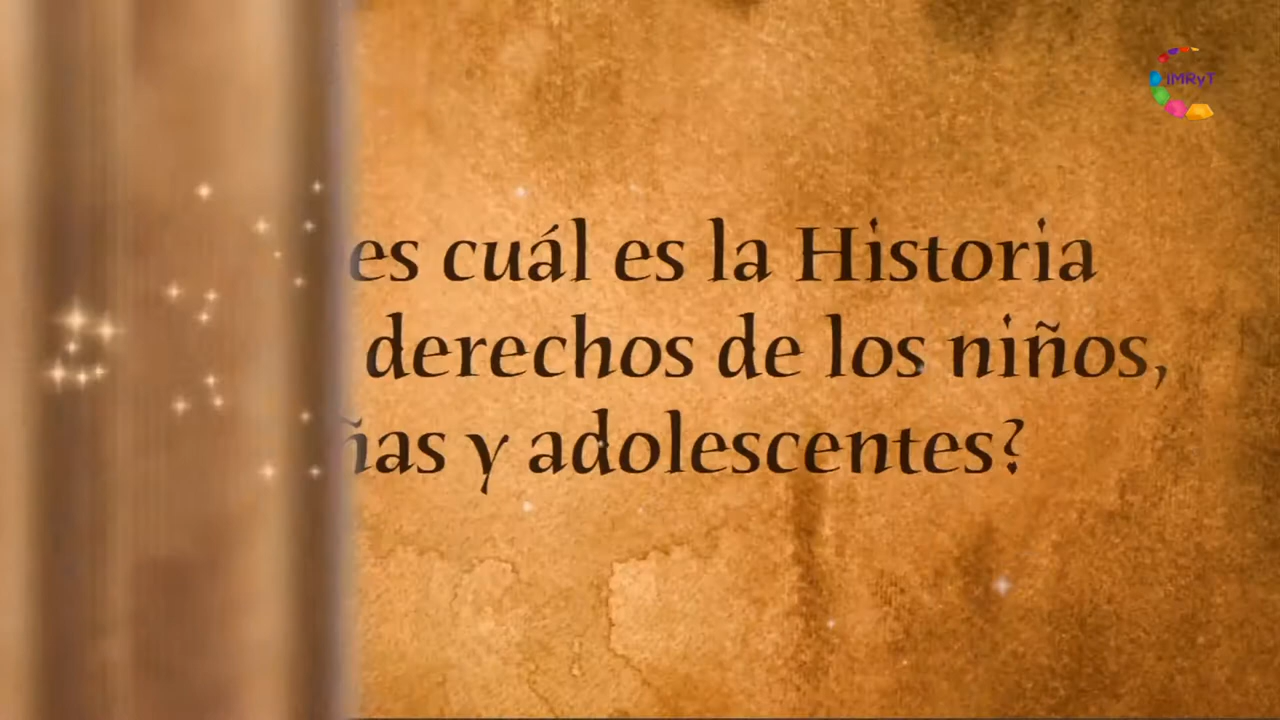 IMRyT
es cuál es la Historia
derechos de los niños,
ñas y adolescentes?